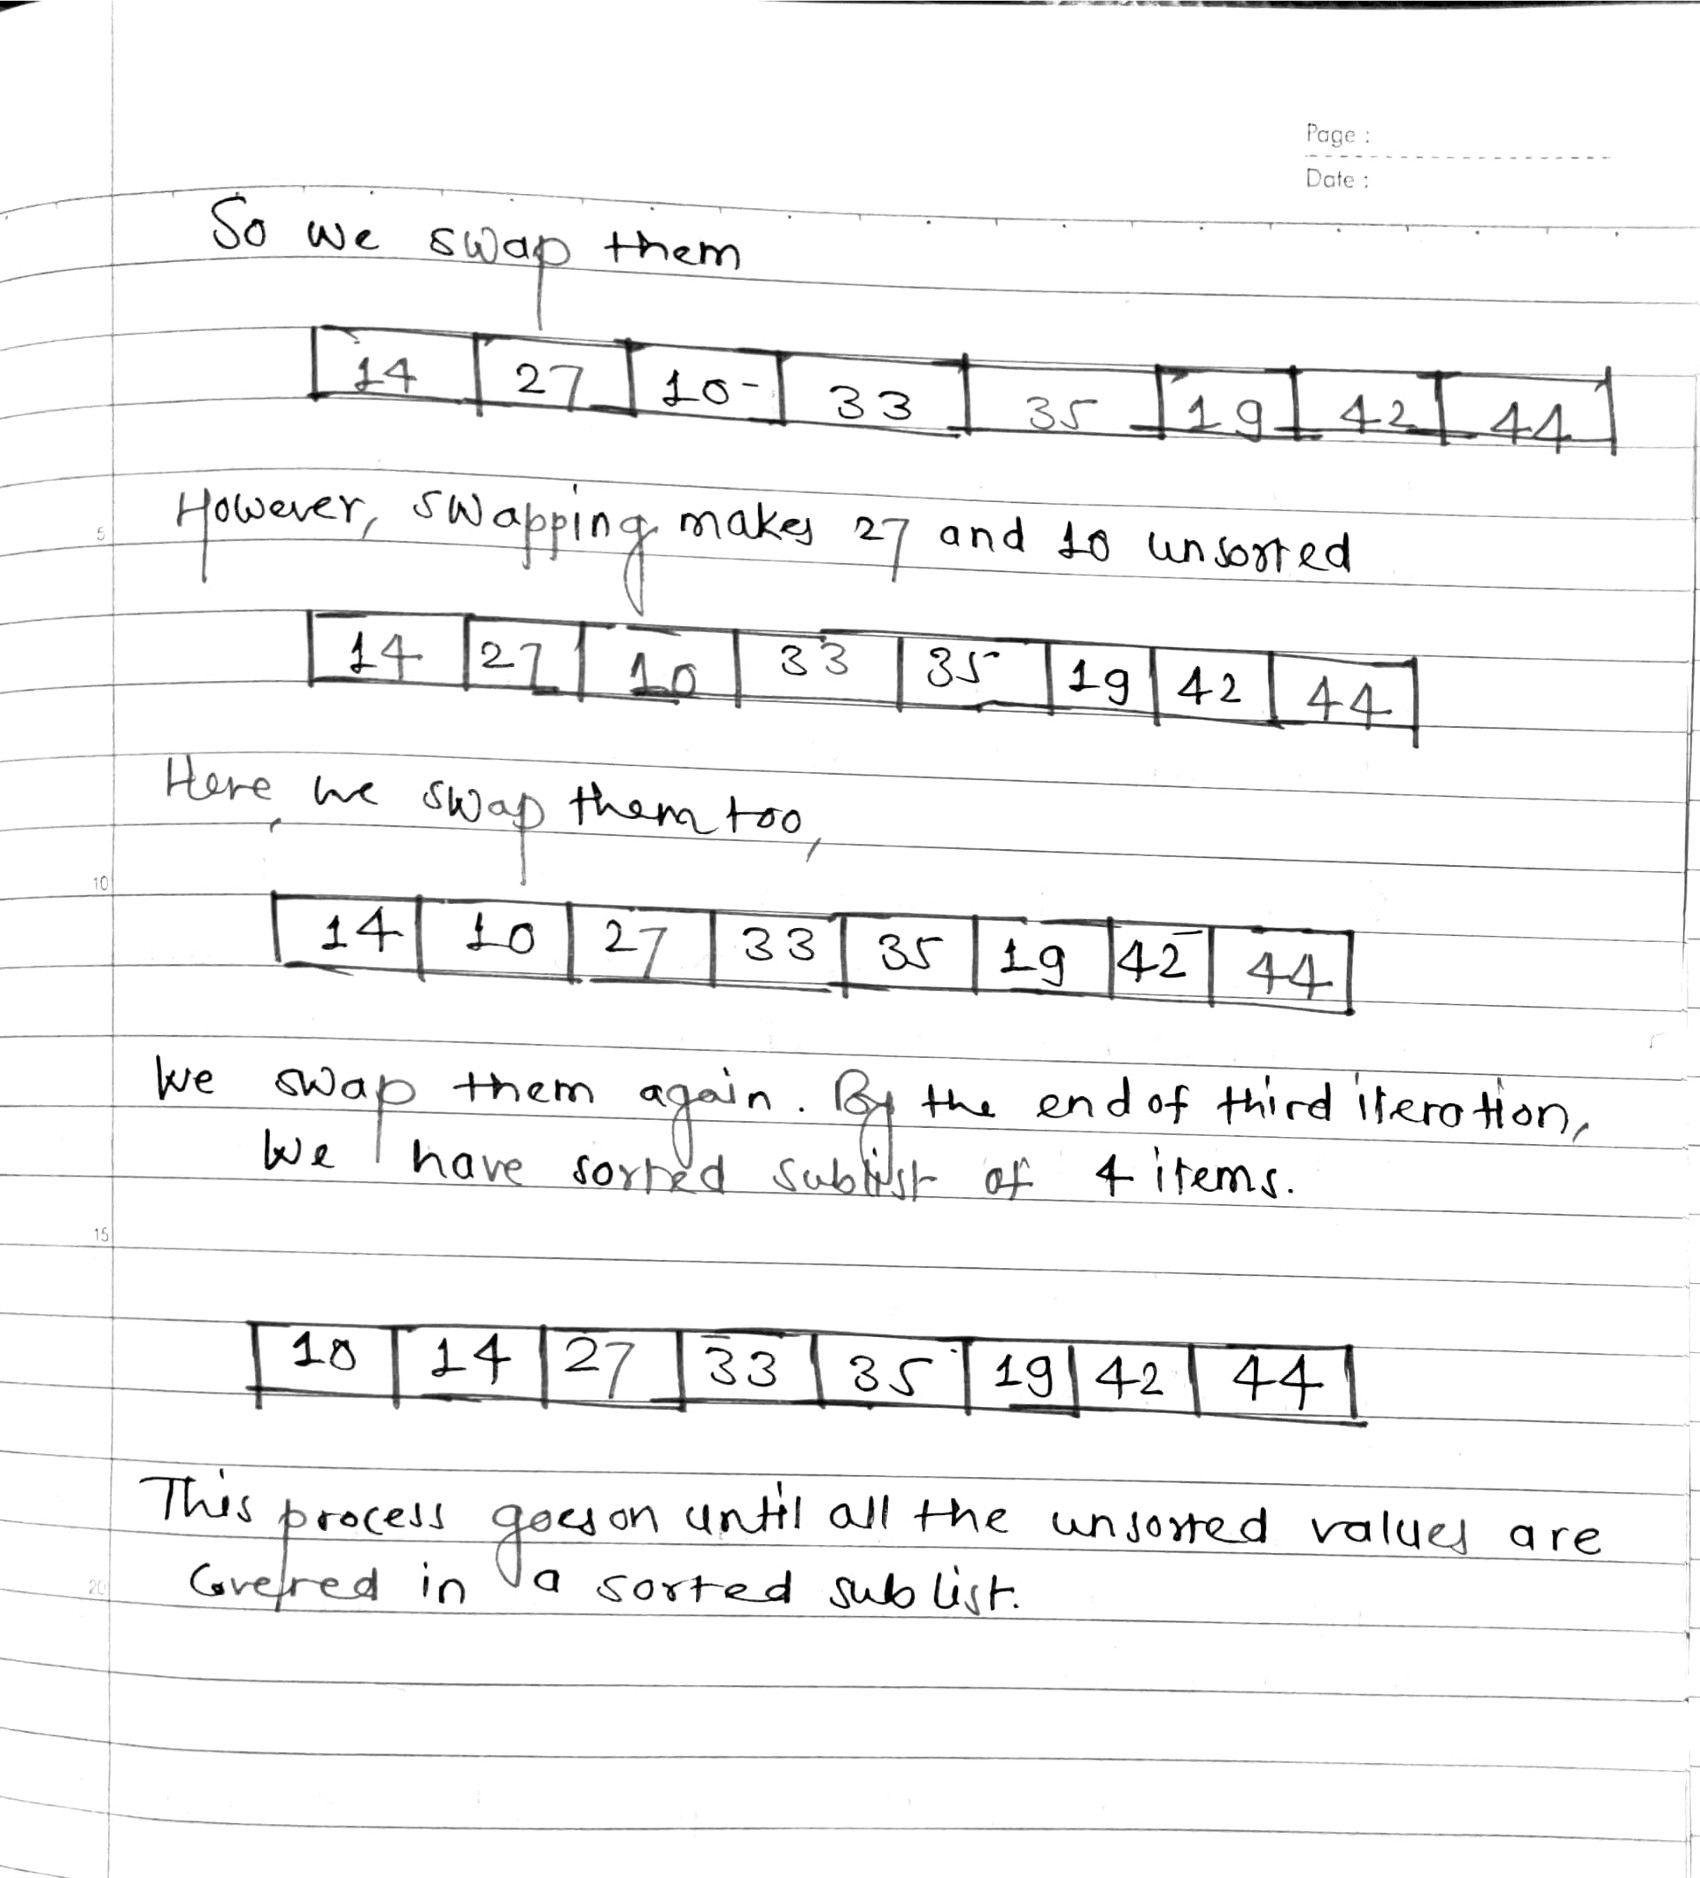 Page :
Date :
So we swap them
14 27 10 33 35 19 42 44
5
However, swapping makes 27 and 10 unsorted
14 27 10 33 35 19 42 44
Here, we swap them too,
10
14 10 27 33 35 19 42 44
We swap them again. By the end of third iteration,
we have sorted sublist of 4 items.
15
10 14 27 33 35 19 42 44
This process goes on until all the unsorted values are
20
Covered in a sorted sub list.